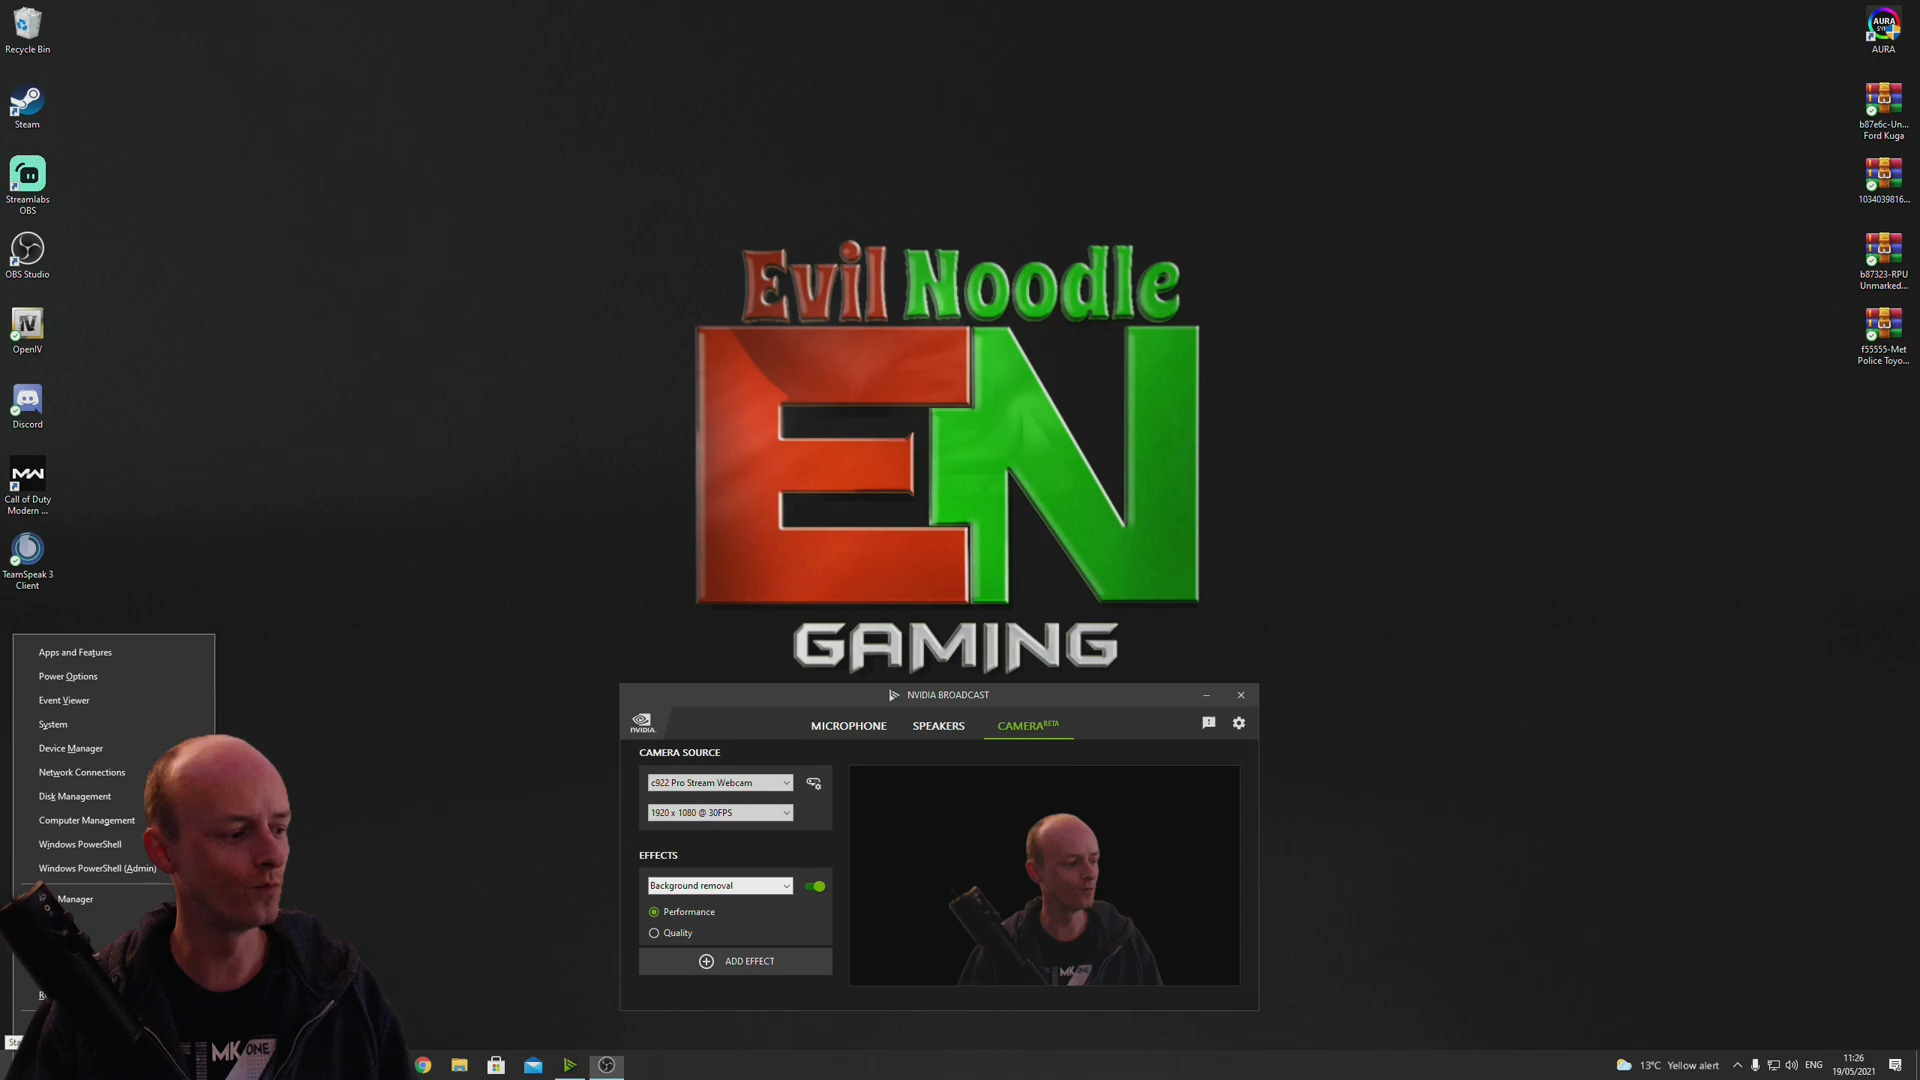 Recycle Bin
Steam
Streamlabs
OBS
OBS Studio
OpenIV
Discord
Call of Duty
Modern ...
TeamSpeak 3
Client
AURA
SYNC
AURA
b87e6c-Un...
Ford Kuga
1034039816...
b87323-RPU
Unmarked...
f55555-Met
Police Toyo...
Evil Noodle
EN
GAMING
Apps and Features
Power Options
Event Viewer
System
Device Manager
Network Connections
Disk Management
Computer Management
Windows PowerShell
Windows PowerShell (Admin)
Manager
NVIDIA BROADCAST
NVIDIA.
MICROPHONE
SPEAKERS
CAMERA BETA
CAMERA SOURCE
c922 Pro Stream Webcam
1920 x 1080 @ 30FPS
EFFECTS
Background removal
Performance
Quality
ADD EFFECT
MK ONE
MK
13°C Yellow alert
ENG
11:26
19/05/2021